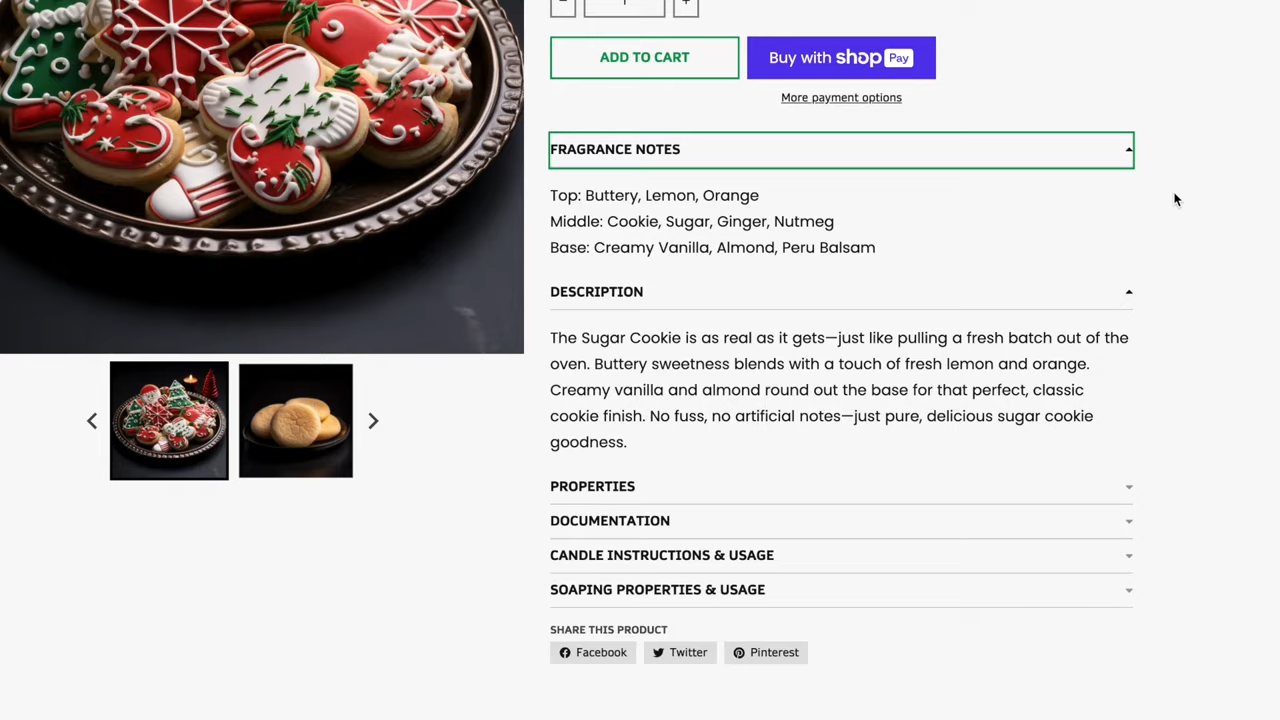 ADD TO CART
Buy with shop Pay
More payment options
FRAGRANCE NOTES
Top: Buttery, Lemon, Orange
Middle: Cookie, Sugar, Ginger, Nutmeg
Base: Creamy Vanilla, Almond, Peru Balsam
DESCRIPTION
The Sugar Cookie is as real as it gets—just like pulling a fresh batch out of the
oven. Buttery sweetness blends with a touch of fresh lemon and orange.
Creamy vanilla and almond round out the base for that perfect, classic
cookie finish. No fuss, no artificial notes—just pure, delicious sugar cookie
goodness.
PROPERTIES
DOCUMENTATION
CANDLE INSTRUCTIONS & USAGE
SOAPING PROPERTIES & USAGE
SHARE THIS PRODUCT
Facebook Twitter Pinterest